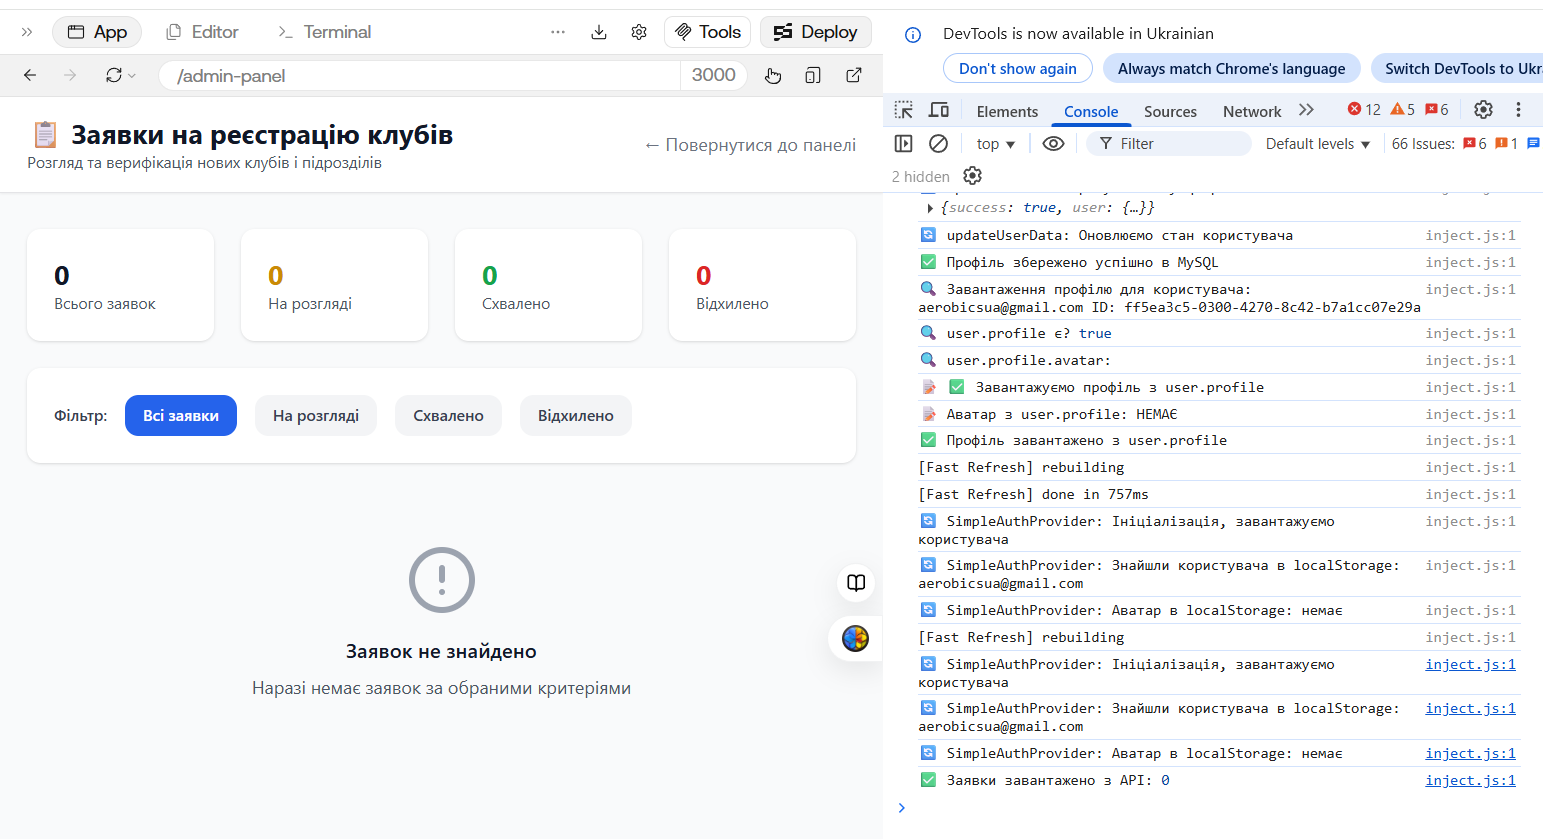 App
Editor
Terminal
Tools
Deploy
/admin-panel
3000
Заявки на реєстрацію клубів
Розгляд та верифікація нових клубів і підрозділів
← Повернутися до панелі
0
Всього заявок
0
На розгляді
0
Схвалено
0
Відхилено
Фільтр:
Всі заявки
На розгляді
Схвалено
Відхилено
Заявок не знайдено
Наразі немає заявок за обраними критеріями
DevTools is now available in Ukrainian
Don't show again
Always match Chrome's language
Switch DevTools to Ukr
Elements
Console
Sources
Network
12
5
6
top
Filter
Default levels
66 Issues:
6
1
2 hidden
{success: true, user: {…}}
updateUserData: Оновлюємо стан користувача inject.js:1
Профіль збережено успішно в MySQL inject.js:1
Завантаження профілю для користувача: inject.js:1
aerobicsua@gmail.com ID: ff5ea3c5-0300-4270-8c42-b7a1cc07e29a
user.profile є? true inject.js:1
user.profile.avatar: inject.js:1
Завантажуємо профіль з user.profile inject.js:1
Аватар з user.profile: НЕМАЄ inject.js:1
Профіль завантажено з user.profile inject.js:1
[Fast Refresh] rebuilding inject.js:1
[Fast Refresh] done in 757ms inject.js:1
SimpleAuthProvider: Ініціалізація, завантажуємо inject.js:1
користувача
SimpleAuthProvider: Знайшли користувача в localStorage: inject.js:1
aerobicsua@gmail.com
SimpleAuthProvider: Аватар в localStorage: немає inject.js:1
[Fast Refresh] rebuilding inject.js:1
SimpleAuthProvider: Ініціалізація, завантажуємо inject.js:1
користувача
SimpleAuthProvider: Знайшли користувача в localStorage: inject.js:1
aerobicsua@gmail.com
SimpleAuthProvider: Аватар в localStorage: немає inject.js:1
Заявки завантажено з API: 0 inject.js:1